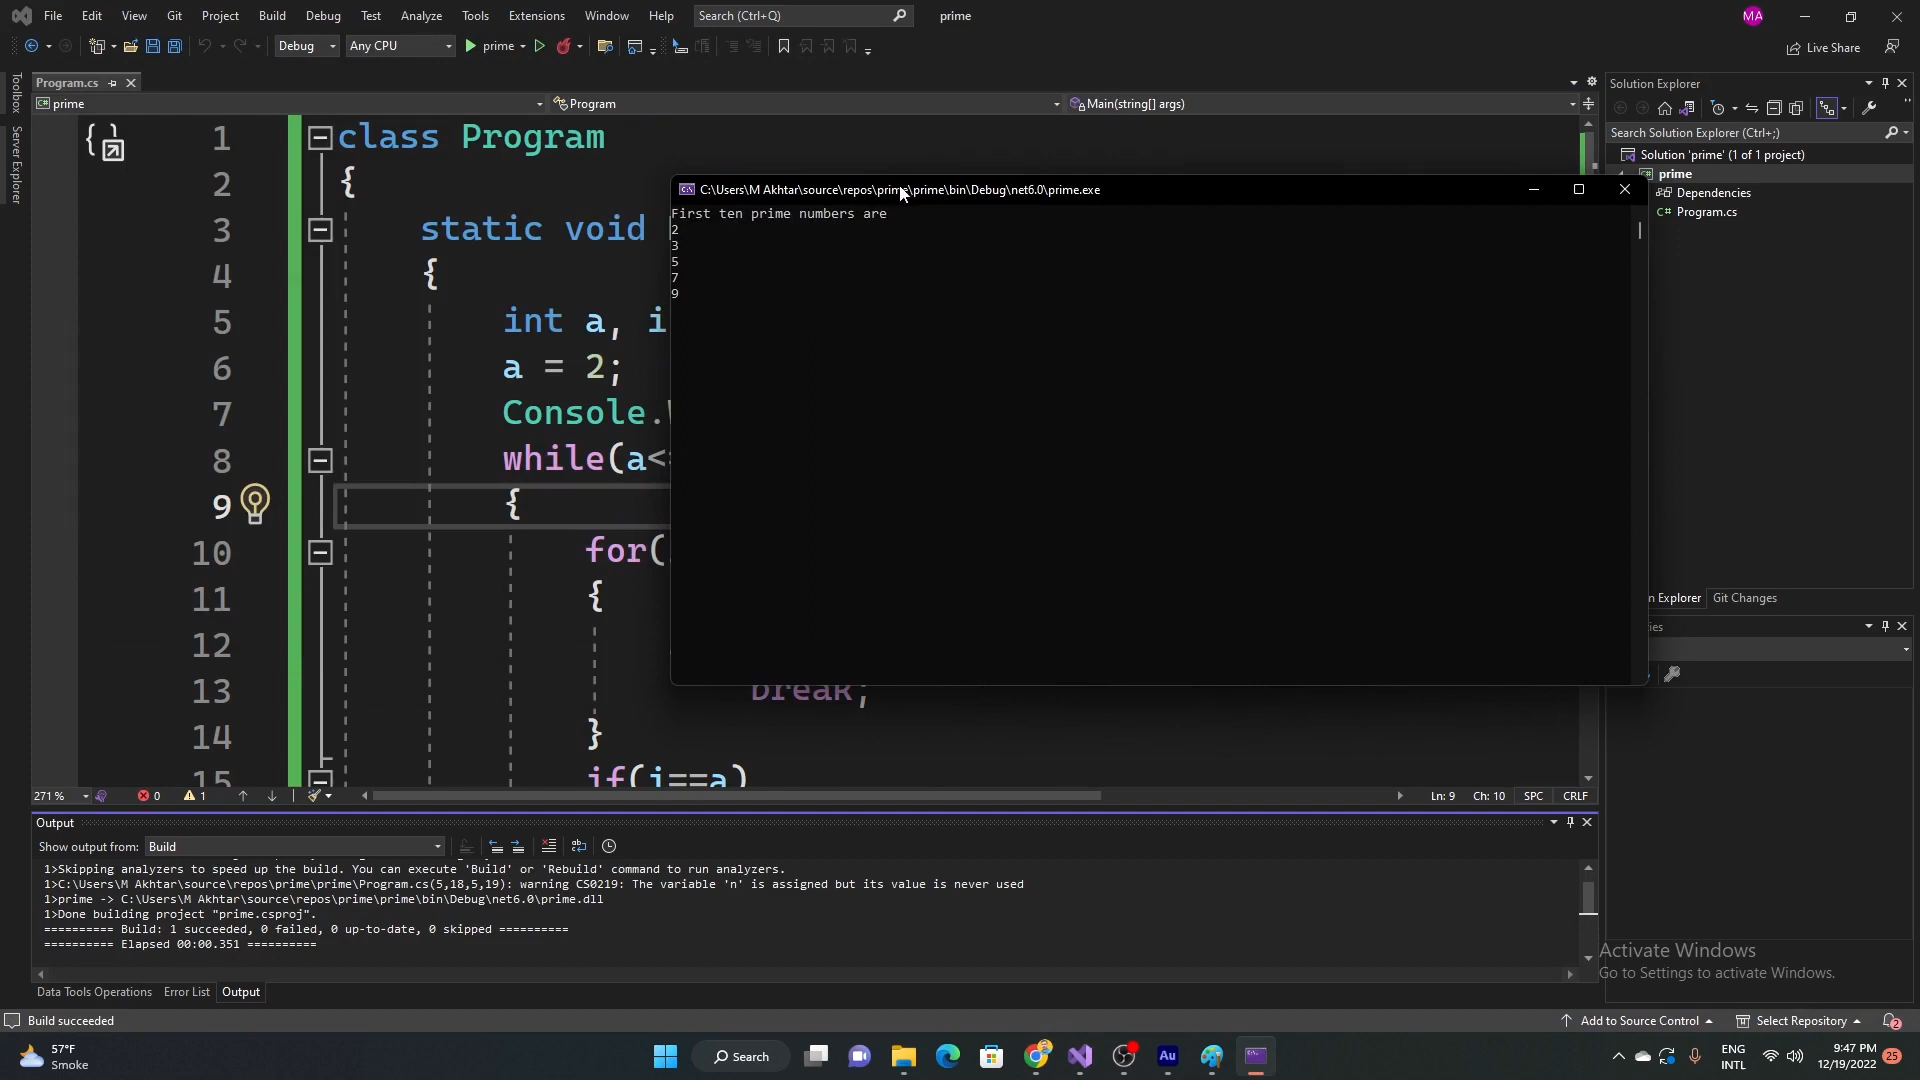 File Edit View Git Project Build Debug Test Analyze Tools Extensions Window Help Search (Ctrl+Q) prime MA
Debug Any CPU prime Live Share
Toolbox
Server Explorer
Program.cs
prime Program Main(string[] args)
1 class Program
2 {
3 static void
4 {
5 int a, i
6 a = 2;
7 Console.
8 while(a<
9 {
10 for(
11 {
12
13 break;
14 }
15 if(i==a)
C:\Users\M Akhtar\source\repos\prime\prime\bin\Debug\net6.0\prime.exe
First ten prime numbers are
2
3
5
7
9
Solution Explorer
Search Solution Explorer (Ctrl+;)
Solution 'prime' (1 of 1 project)
prime
Dependencies
C# Program.cs
n Explorer Git Changes
ies
271 % 0 1 Ln: 9 Ch: 10 SPC CRLF
Output
Show output from: Build
1>Skipping analyzers to speed up the build. You can execute 'Build' or 'Rebuild' command to run analyzers.
1>C:\Users\M Akhtar\source\repos\prime\prime\Program.cs(5,18,5,19): warning CS0219: The variable 'n' is assigned but its value is never used
1>prime -> C:\Users\M Akhtar\source\repos\prime\prime\bin\Debug\net6.0\prime.dll
1>Done building project "prime.csproj".
========== Build: 1 succeeded, 0 failed, 0 up-to-date, 0 skipped ==========
========== Elapsed 00:00.351 ==========
Data Tools Operations Error List Output
Activate Windows
Go to Settings to activate Windows.
Build succeeded Add to Source Control Select Repository 2
57°F
Smoke
Search
Au
ENG
INTL
9:47 PM
12/19/2022
25